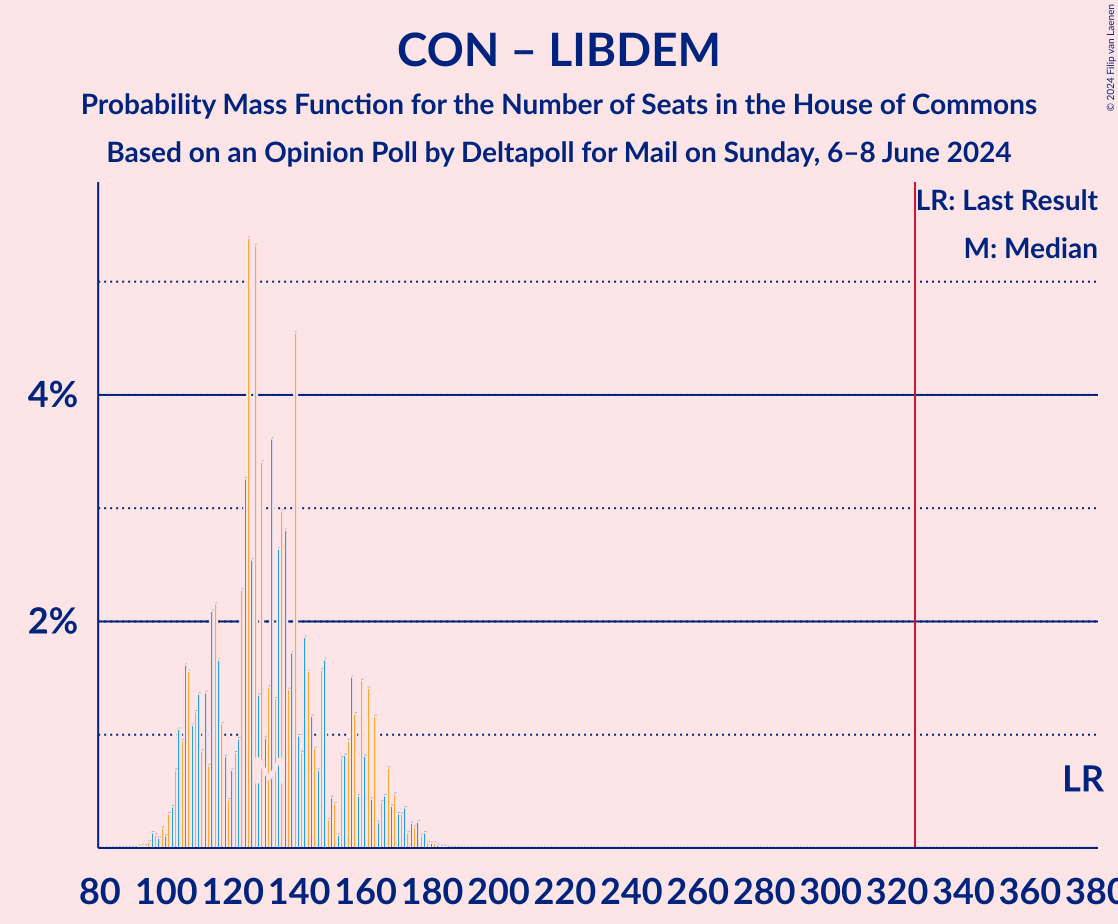 CON – LIBDEM
Probability Mass Function for the Number of Seats in the House of Commons
Based on an Opinion Poll by Deltapoll for Mail on Sunday, 6–8 June 2024
© 2024 Filip van Laenen
LR: Last Result
M: Median
4%
2%
LR
80 100 120 140 160 180 200 220 240 260 280 300 320 340 360 380